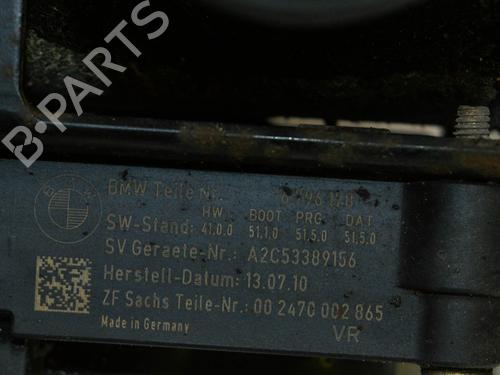 B-PARTS
BMW Teile Nr.
HW. BOOT PRG. DAT.
SW-Stand: 41.0.0 51.1.0 51.5.0 51.5.0
SV Geraete-Nr.: A2C53389156
Herstell-Datum: 13.07.10
ZF Sachs Teile-Nr.: 00 2470 002 865
Made in Germany
VR